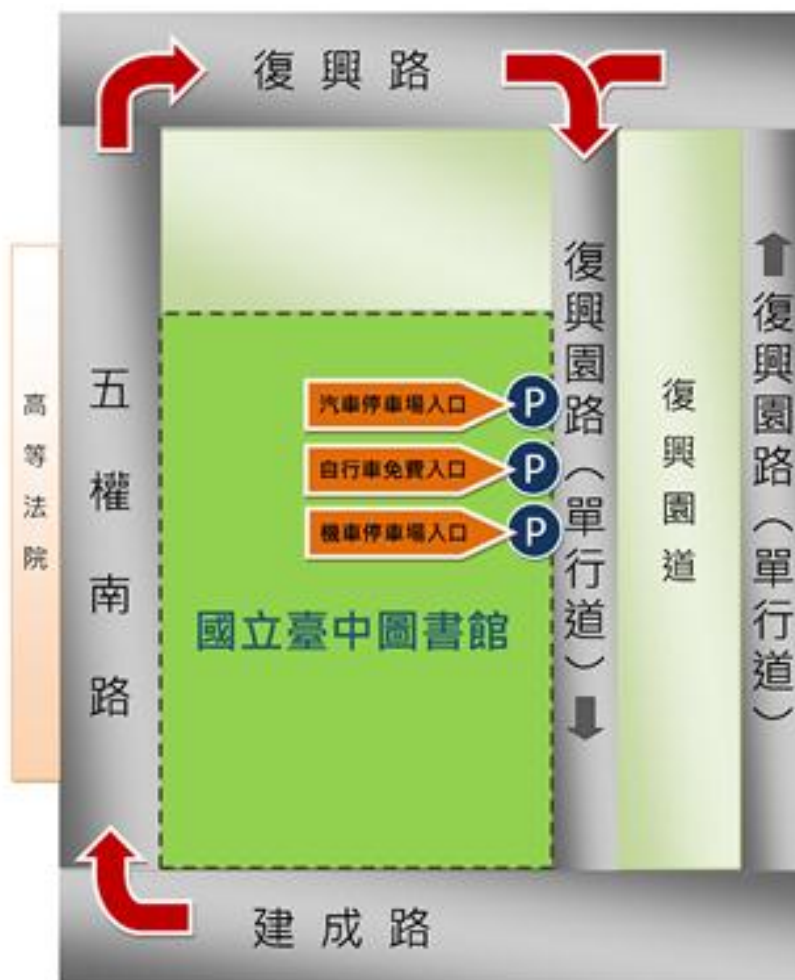 復興路
高等法院
五權南路
汽車停車場入口
P
自行車免費入口
P
機車停車場入口
P
國立臺中圖書館
復興園路（單行道）
復興園道
復興園路（單行道）
建成路